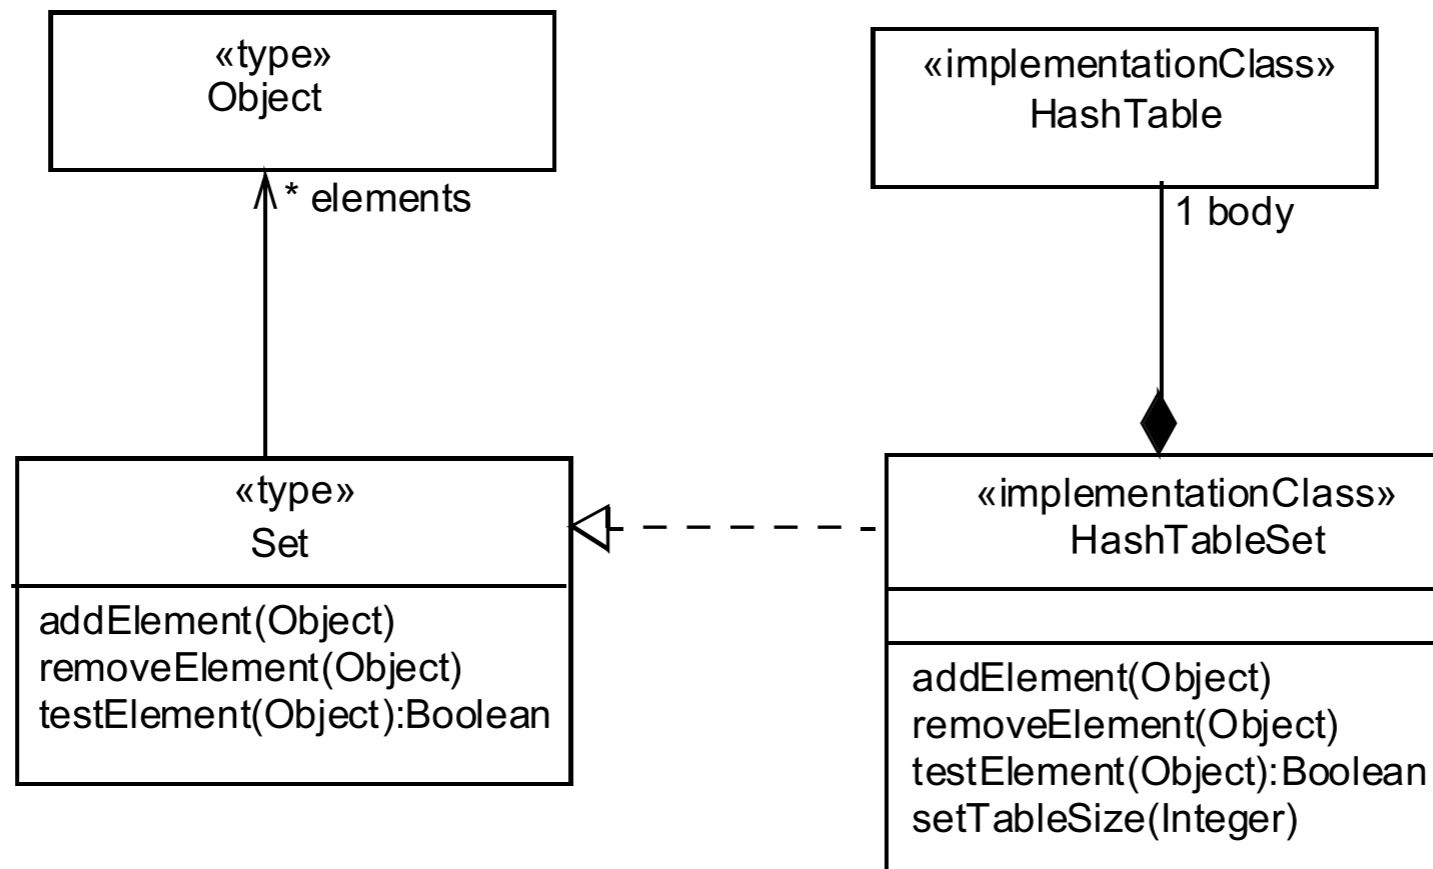 «type»
Object
* elements
«type»
Set
addElement(Object)
removeElement(Object)
testElement(Object):Boolean
«implementationClass»
HashTable
1 body
«implementationClass»
HashTableSet
addElement(Object)
removeElement(Object)
testElement(Object):Boolean
setTableSize(Integer)